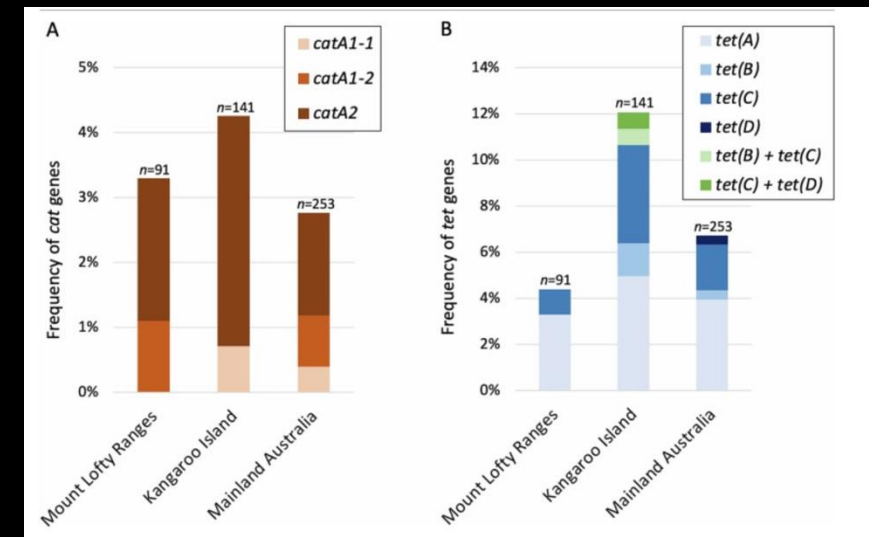 A
catA1-1
catA1-2
catA2
Frequency of cat genes
5%
4%
3%
2%
1%
0%
n=91
n=141
n=253
Mount Lofty Ranges
Kangaroo Island
Mainland Australia
B
tet(A)
tet(B)
tet(C)
tet(D)
tet(B) + tet(C)
tet(C) + tet(D)
Frequency of tet genes
14%
12%
10%
8%
6%
4%
2%
0%
n=91
n=141
n=253
Mount Lofty Ranges
Kangaroo Island
Mainland Australia